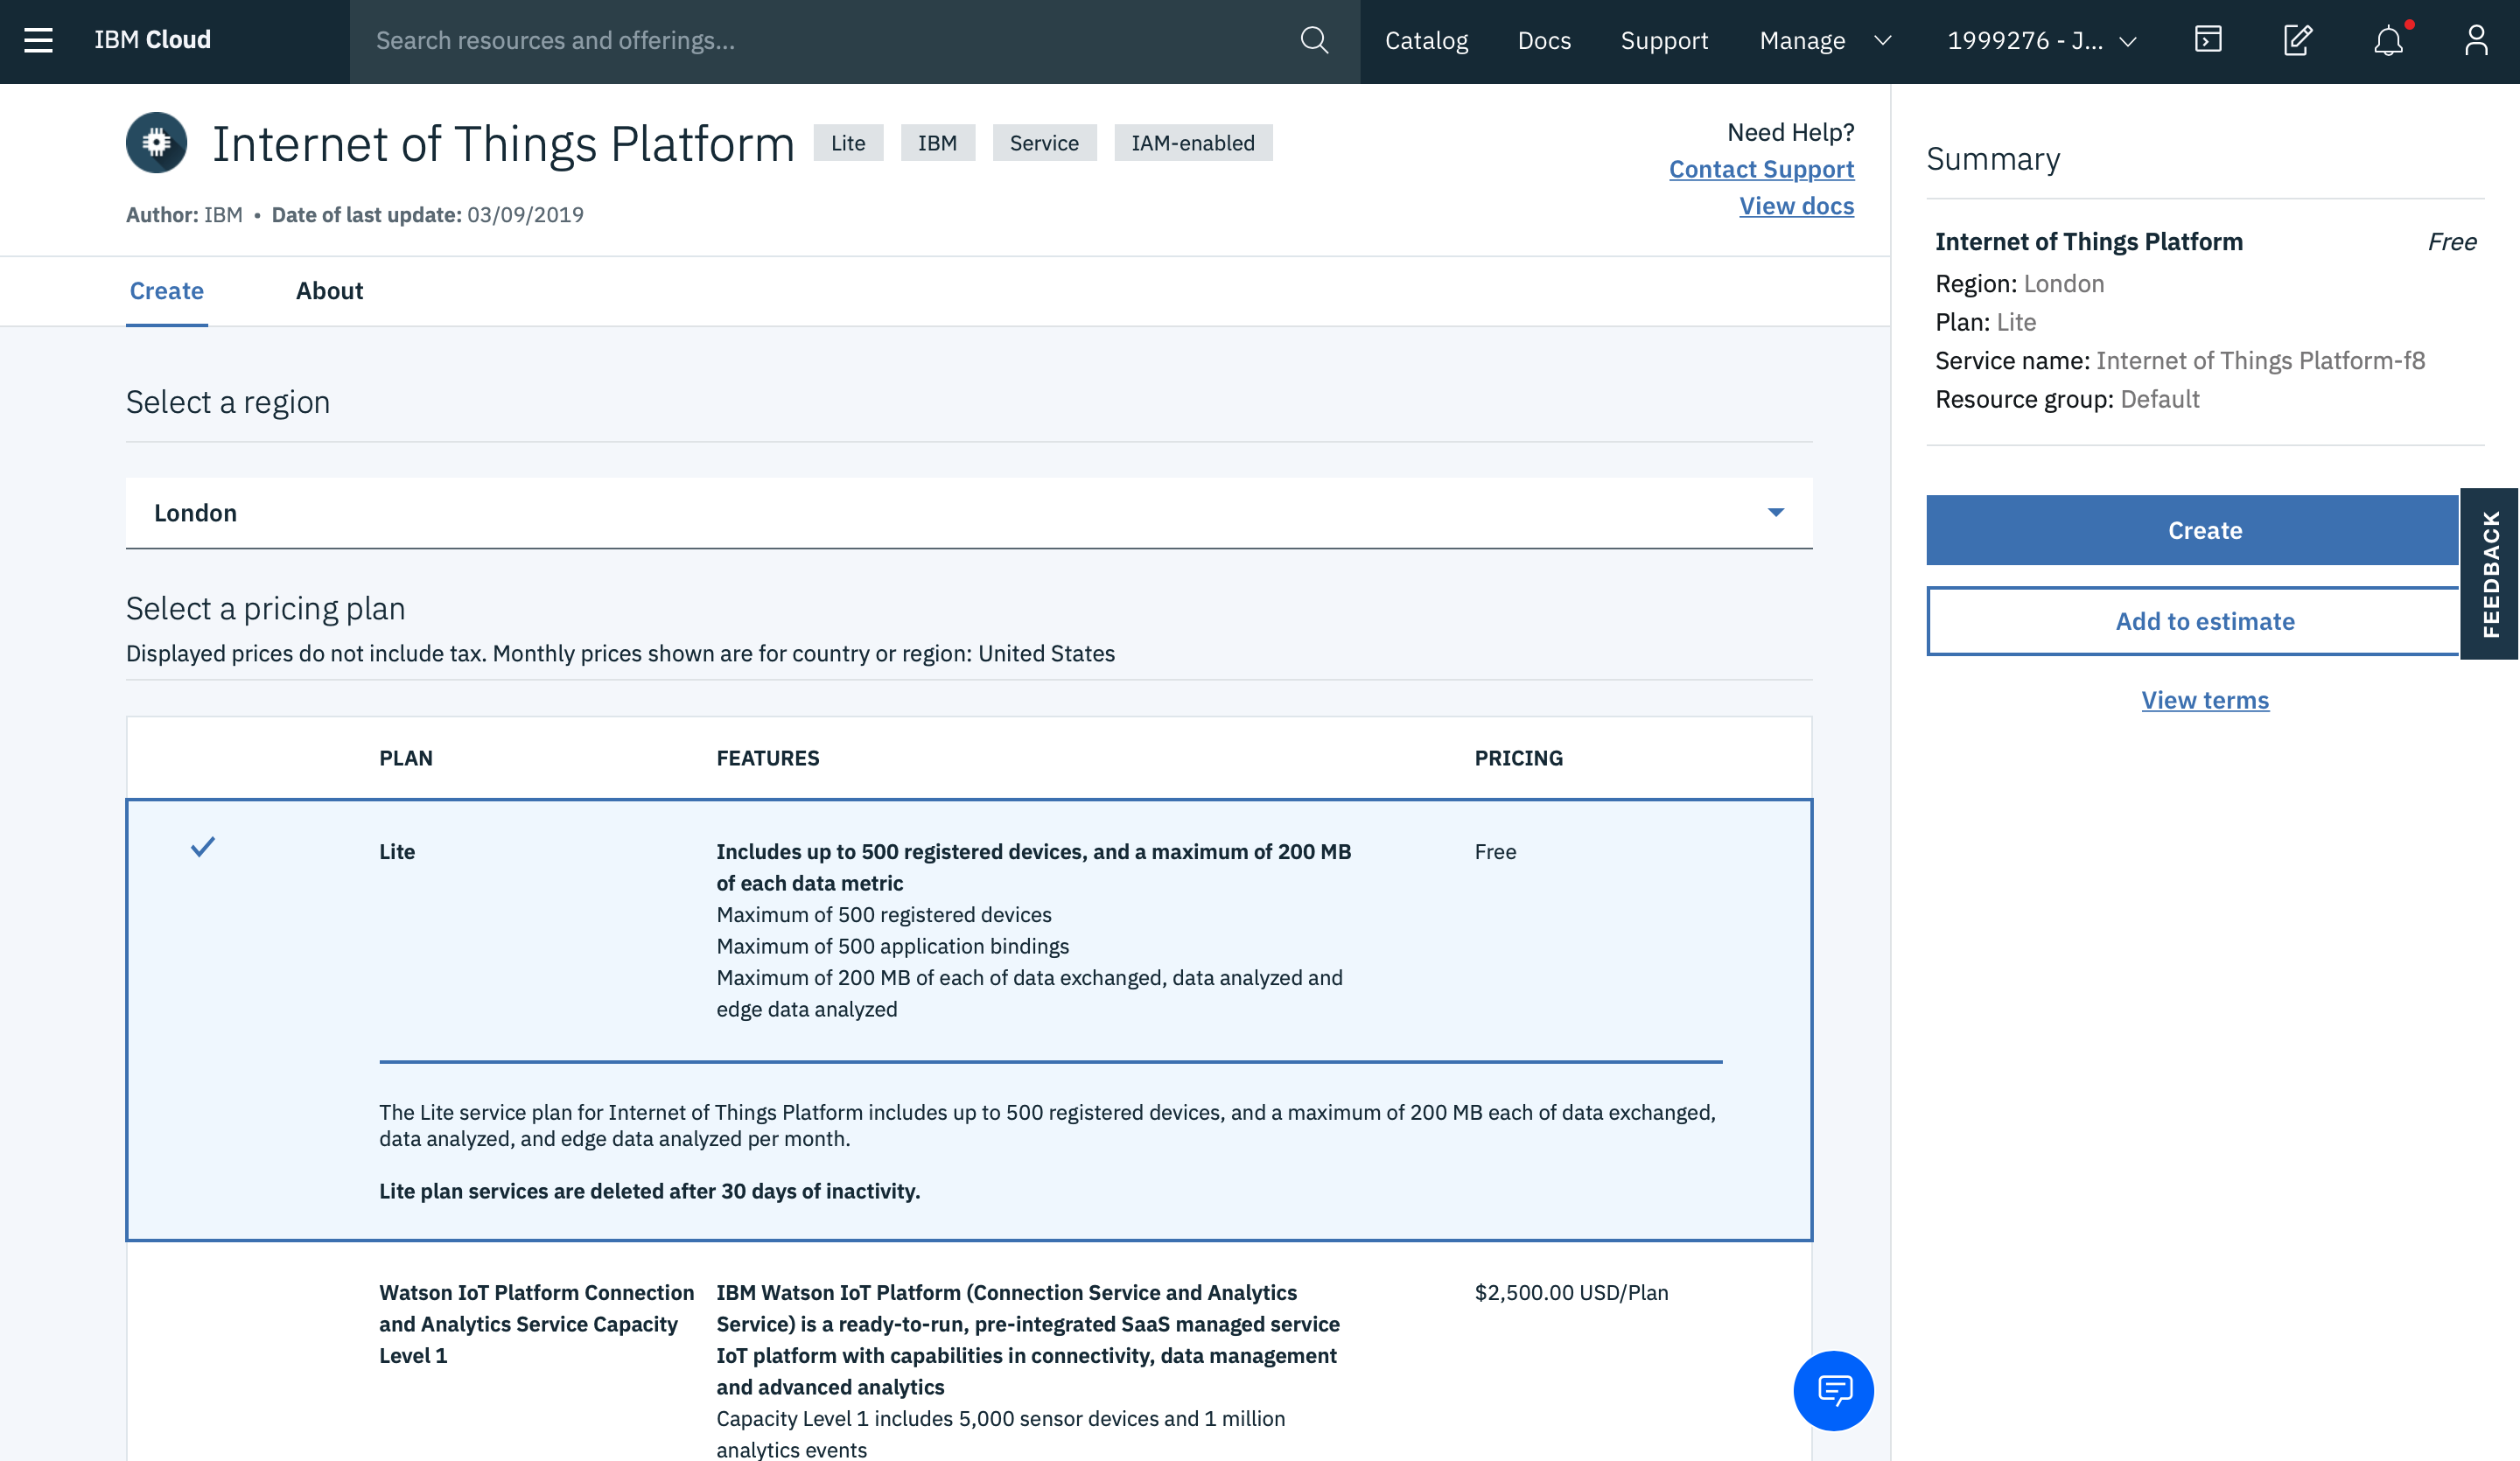 IBM Cloud
Search resources and offerings...
Catalog
Docs
Support
Manage
1999276 - J...
Internet of Things Platform
Lite
IBM
Service
IAM-enabled
Author: IBM • Date of last update: 03/09/2019
Need Help?
Contact Support
View docs
Create
About
Select a region
London
Select a pricing plan
Displayed prices do not include tax. Monthly prices shown are for country or region: United States
PLAN
FEATURES
PRICING
Lite
Includes up to 500 registered devices, and a maximum of 200 MB
of each data metric
Maximum of 500 registered devices
Maximum of 500 application bindings
Maximum of 200 MB of each of data exchanged, data analyzed and
edge data analyzed
Free
The Lite service plan for Internet of Things Platform includes up to 500 registered devices, and a maximum of 200 MB each of data exchanged,
data analyzed, and edge data analyzed per month.
Lite plan services are deleted after 30 days of inactivity.
Watson IoT Platform Connection
and Analytics Service Capacity
Level 1
IBM Watson IoT Platform (Connection Service and Analytics
Service) is a ready-to-run, pre-integrated SaaS managed service
IoT platform with capabilities in connectivity, data management
and advanced analytics
Capacity Level 1 includes 5,000 sensor devices and 1 million
analytics events
$2,500.00 USD/Plan
Summary
Internet of Things Platform
Free
Region: London
Plan: Lite
Service name: Internet of Things Platform-f8
Resource group: Default
Create
Add to estimate
View terms
FEEDBACK